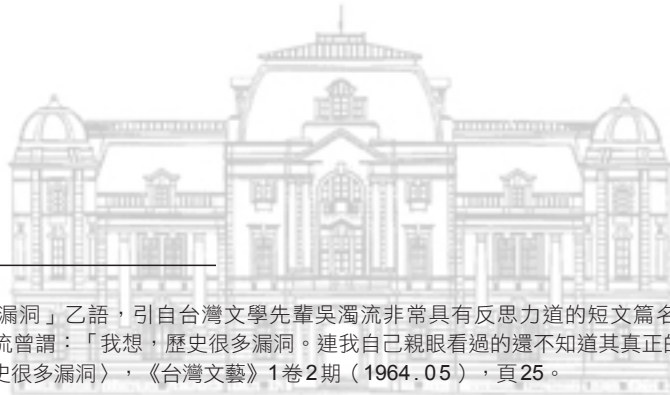 漏洞」乙語，引自台灣文學先輩吳濁流非常具有反思力道的短文篇名
流曾謂：「我想，歷史很多漏洞。連我自己親眼看過的還不知道其真正的
史很多漏洞〉，《台灣文藝》1卷2期（1964.05），頁25。